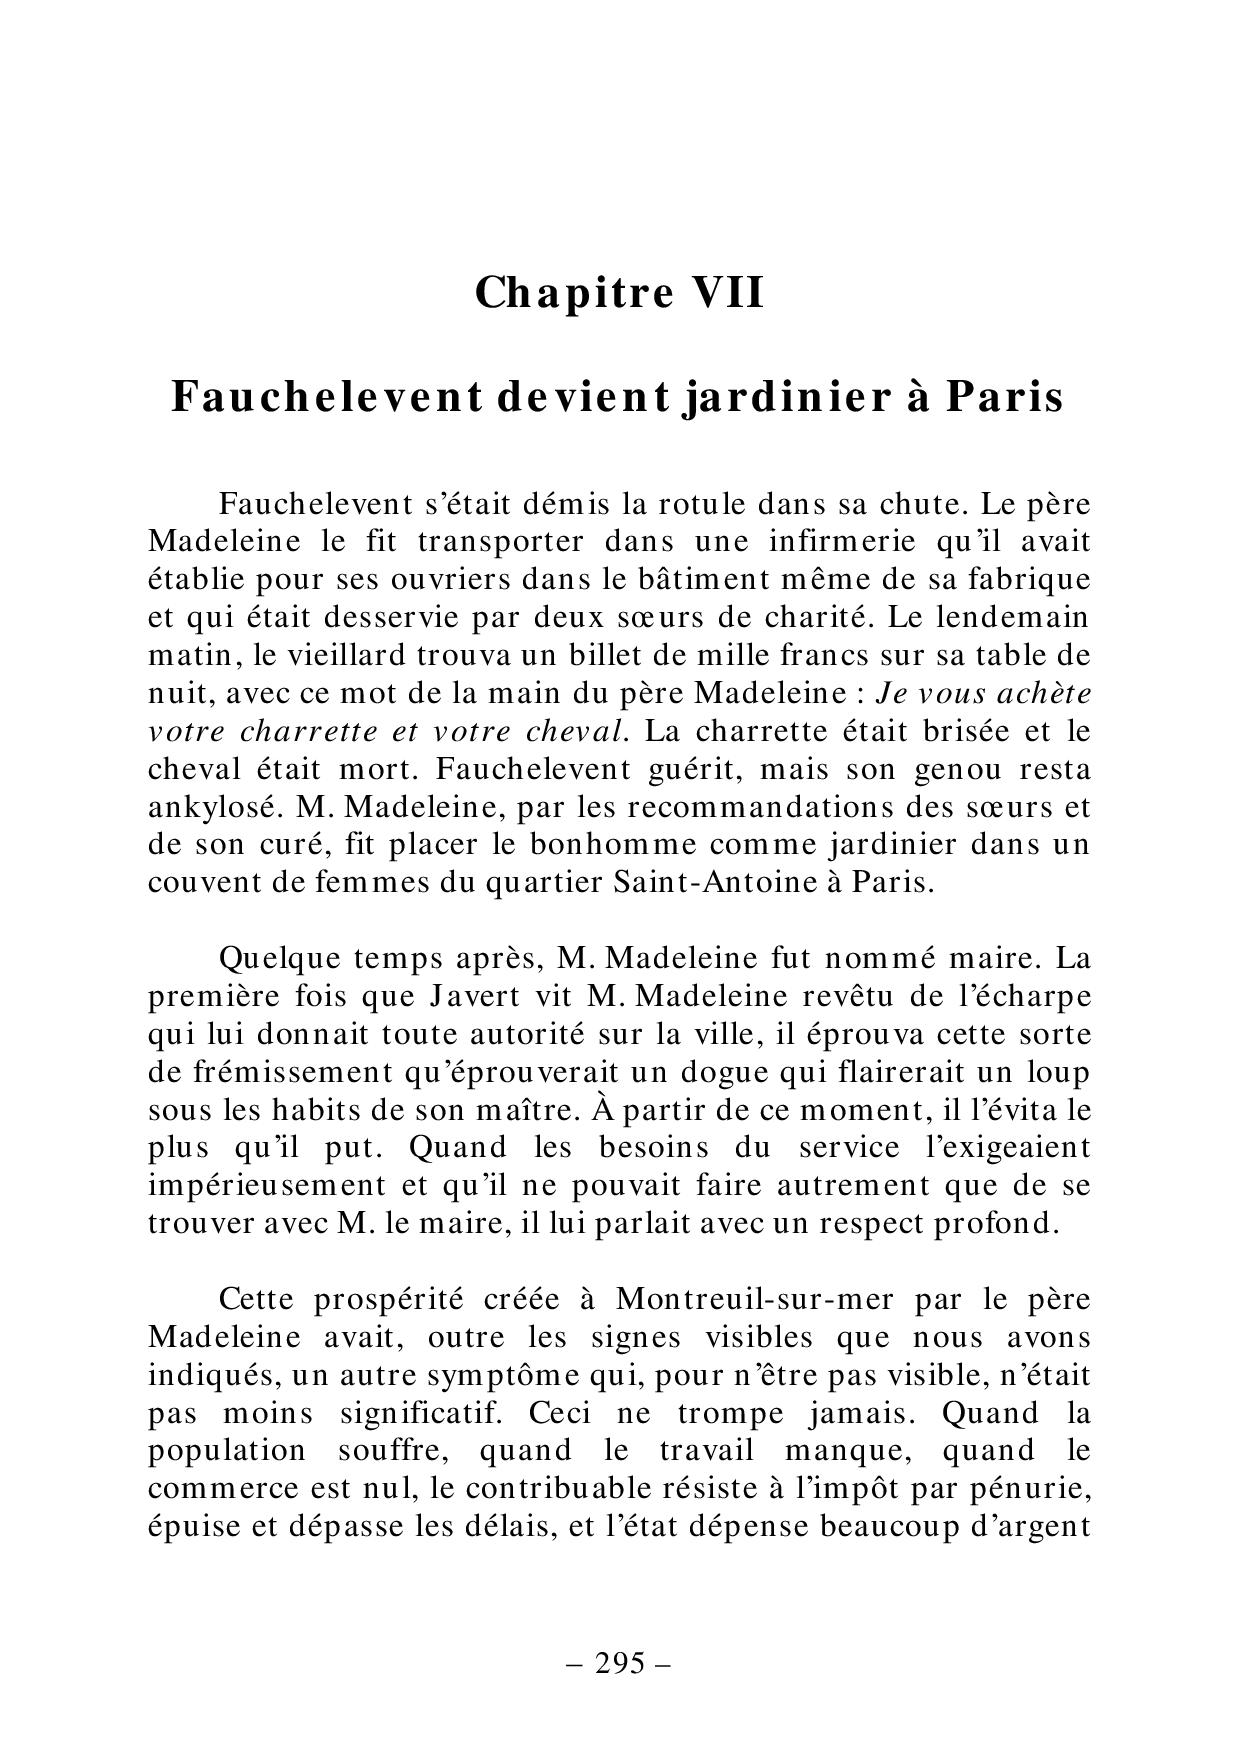 Chapitre VII
Fauchelevent devient jardinier à Paris
Fauchelevent s’était démis la rotule dans sa chute. Le père
Madeleine le fit transporter dans une infirmerie qu’il avait
établie pour ses ouvriers dans le bâtiment même de sa fabrique
et qui était desservie par deux sœurs de charité. Le lendemain
matin, le vieillard trouva un billet de mille francs sur sa table de
nuit, avec ce mot de la main du père Madeleine : Je vous achète
votre charrette et votre cheval. La charrette était brisée et le
cheval était mort. Fauchelevent guérit, mais son genou resta
ankylosé. M. Madeleine, par les recommandations des sœurs et
de son curé, fit placer le bonhomme comme jardinier dans un
couvent de femmes du quartier Saint-Antoine à Paris.
Quelque temps après, M. Madeleine fut nommé maire. La
première fois que Javert vit M. Madeleine revêtu de l’écharpe
qui lui donnait toute autorité sur la ville, il éprouva cette sorte
de frémissement qu’éprouverait un dogue qui flairerait un loup
sous les habits de son maître. À partir de ce moment, il l’évita le
plus qu’il put. Quand les besoins du service l’exigeaient
impérieusement et qu’il ne pouvait faire autrement que de se
trouver avec M. le maire, il lui parlait avec un respect profond.
Cette prospérité créée à Montreuil-sur-mer par le père
Madeleine avait, outre les signes visibles que nous avons
indiqués, un autre symptôme qui, pour n’être pas visible, n’était
pas moins significatif. Ceci ne trompe jamais. Quand la
population souffre, quand le travail manque, quand le
commerce est nul, le contribuable résiste à l’impôt par pénurie,
épuise et dépasse les délais, et l’état dépense beaucoup d’argent
– 295 –